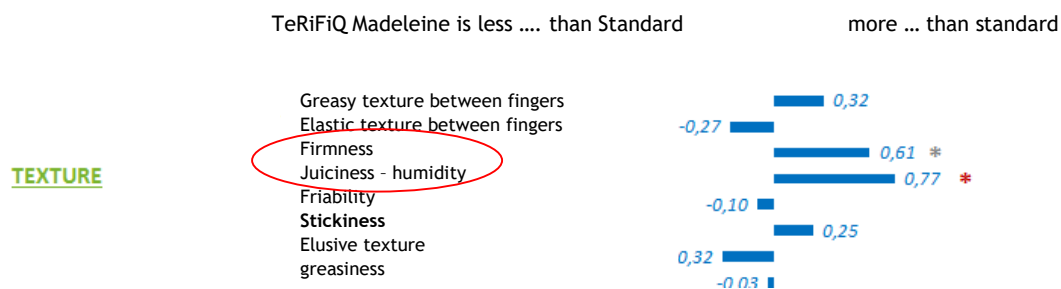 TeRiFiQ Madeleine is less .... than Standard more ... than standard
Greasy texture between fingers 0,32
Elastic texture between fingers -0,27
Firmness 0,61 *
TEXTURE
Juiciness – humidity 0,77 *
Friability -0,10
Stickiness 0,25
Elusive texture 0,32
greasiness -0,03